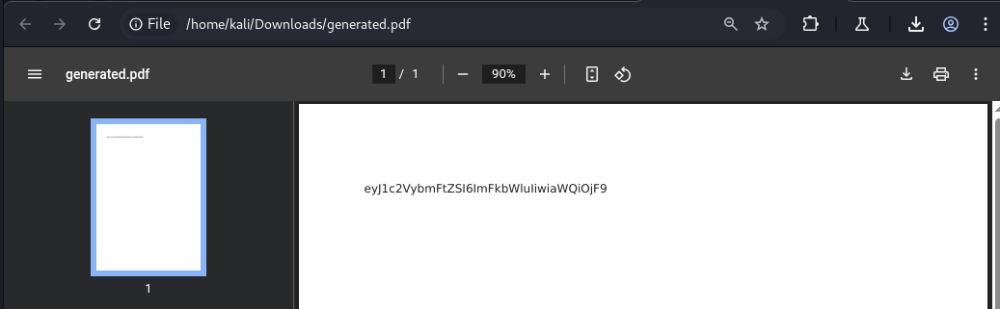 File /home/kali/Downloads/generated.pdf
generated.pdf 1 / 1 90%
eyJ1c2VybmFtZSI6ImFkbWluIiwiaWQiOjF9
1